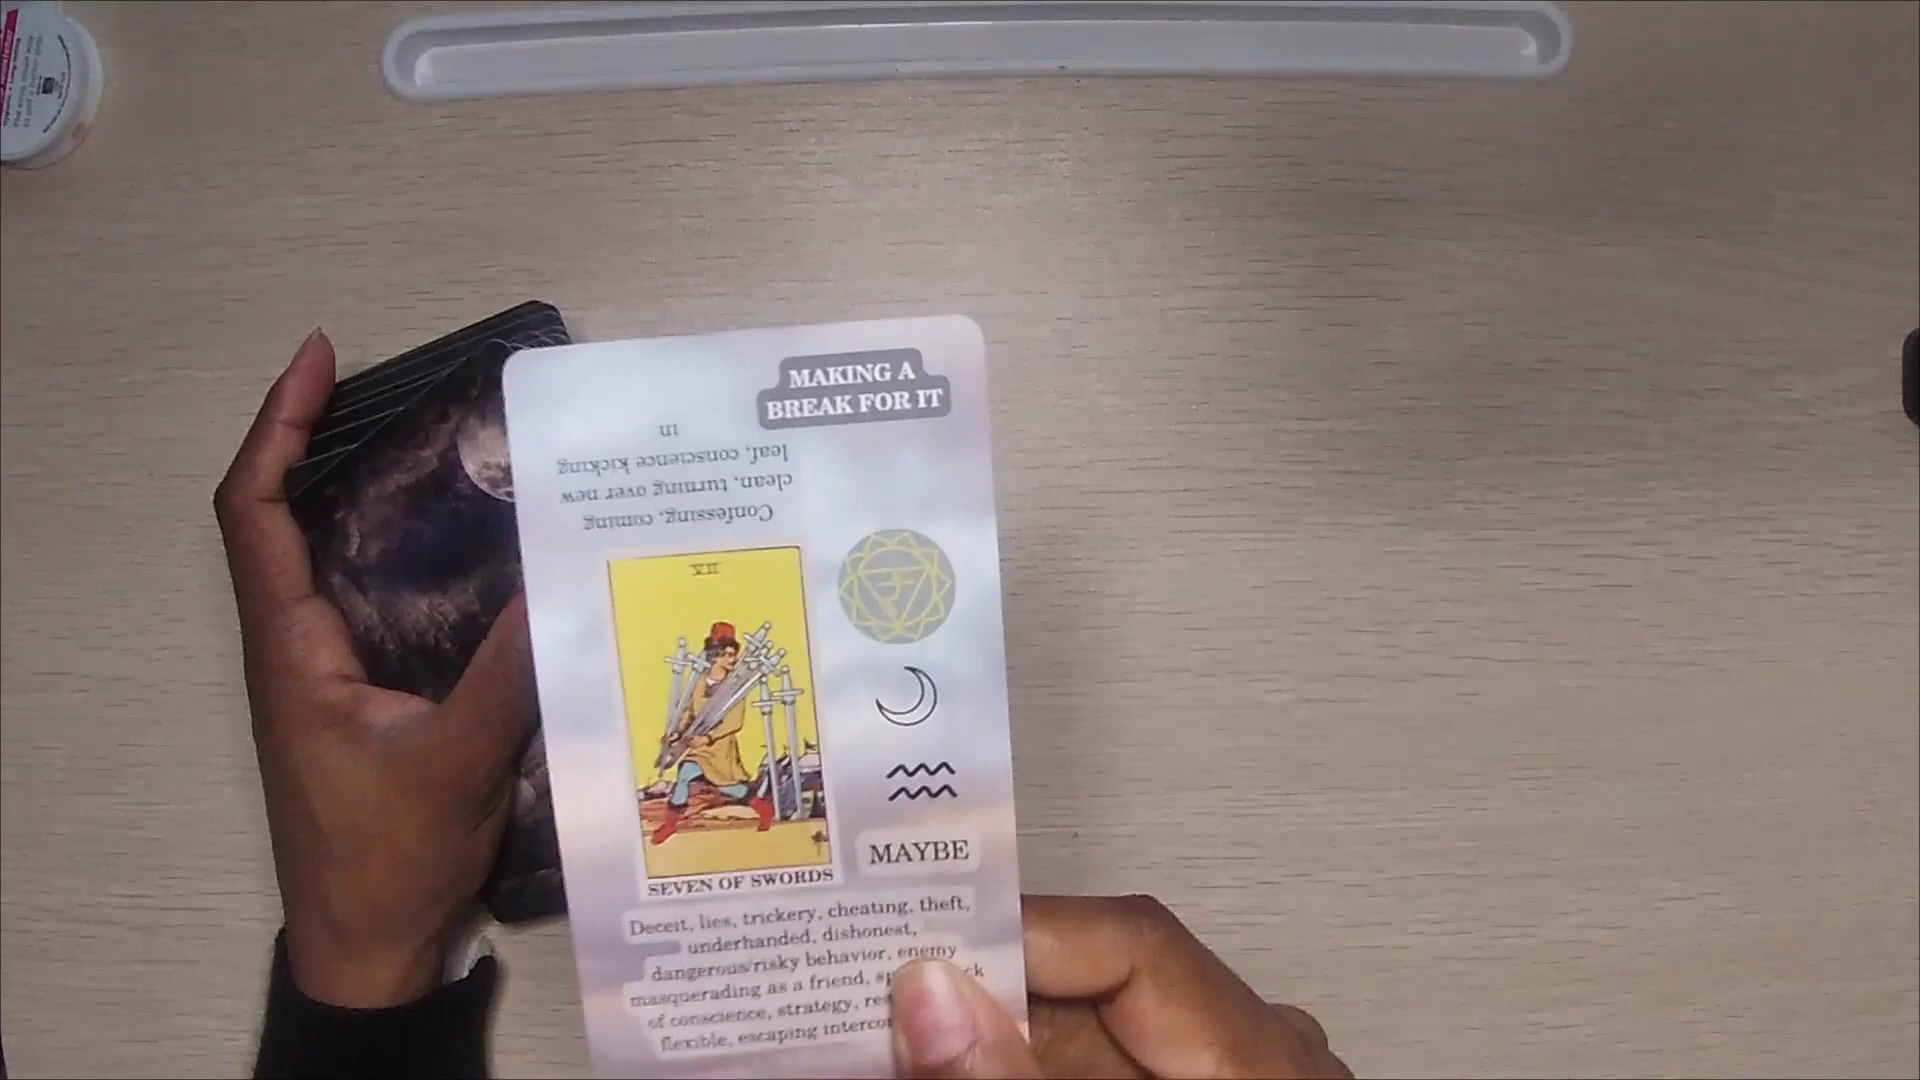 MAKING A
BREAK FOR IT
Confessing, coming
clean, turning over new
leaf, conscience kicking
in
VII
SEVEN OF SWORDS
MAYBE
Deceit, lies, trickery, cheating, theft,
underhanded, dishonest,
dangerous/risky behavior, enemy
masquerading as a friend,
of conscience, strategy,
flexible, escaping